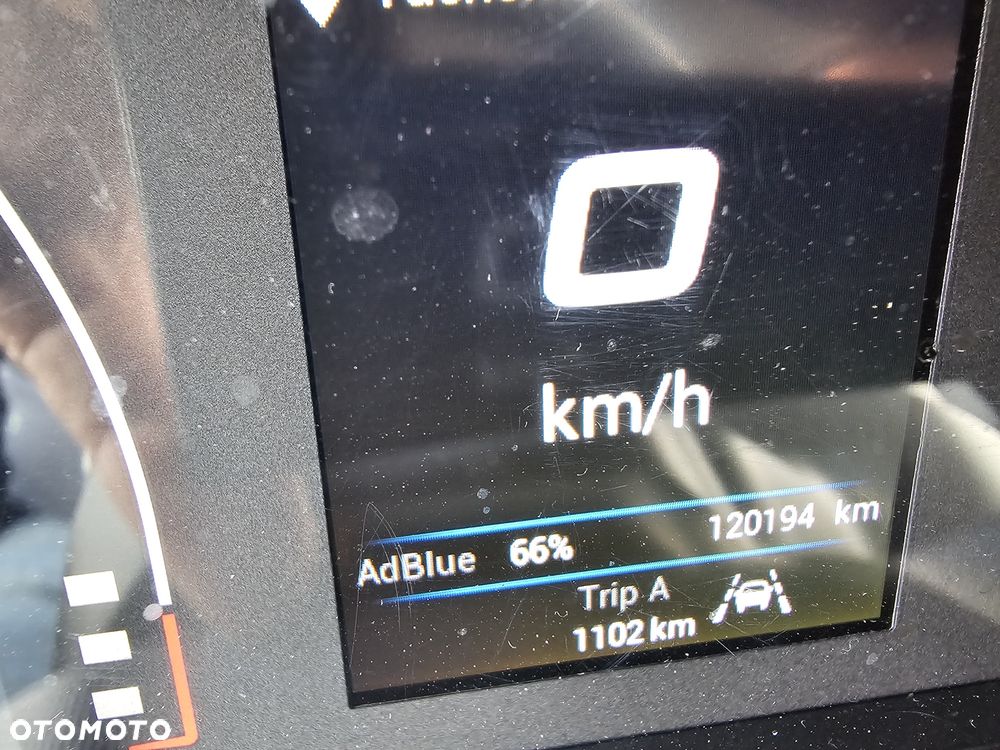 0
km/h
AdBlue 66% 120194 km
Trip A
1102 km
OTOMOTO